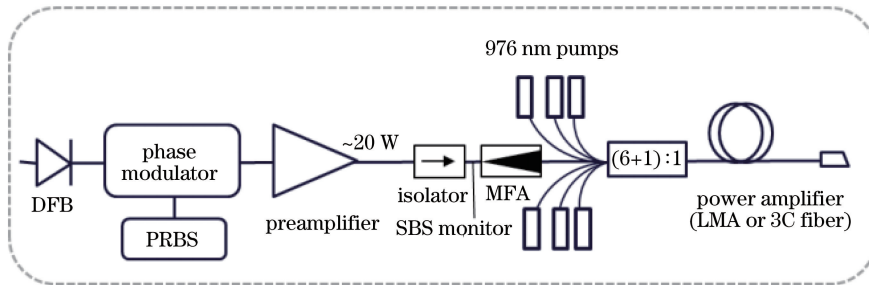 976 nm pumps
~20 W
phase
modulator
(6+1):1
DFB
isolator
MFA
power amplifier
(LMA or 3C fiber)
preamplifier
SBS monitor
PRBS